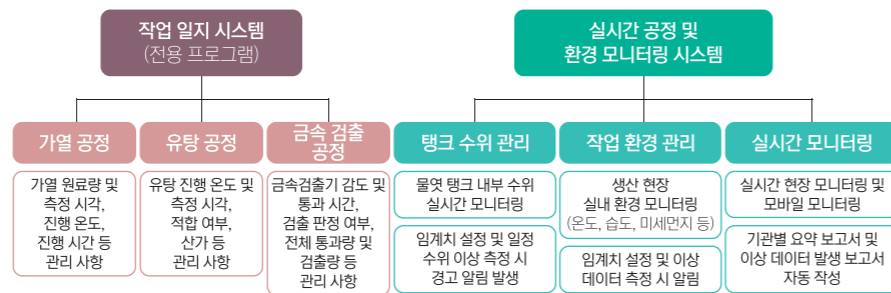 작업 일지 시스템
(전용 프로그램)
실시간 공정 및
환경 모니터링 시스템
가열 공정
유탕 공정
금속 검출
공정
탱크 수위 관리
작업 환경 관리
실시간 모니터링
가열 원료량 및
측정 시각,
진행 온도,
진행 시간 등
관리 사항
유탕 진행 온도 및
측정 시각,
적합 여부,
산가 등
관리 사항
금속검출기 감도 및
통과 시간,
검출 판정 여부,
전체 통과량 및
검출량 등
관리 사항
물엿 탱크 내부 수위
실시간 모니터링
임계치 설정 및 일정
수위 이상 측정 시
경고 알림 발생
생산 현장
실내 환경 모니터링
(온도, 습도, 미세먼지 등)
임계치 설정 및 이상
데이터 측정 시 알림
실시간 현장 모니터링 및
모바일 모니터링
기관별 요약 보고서 및
이상 데이터 발생 보고서
자동 작성